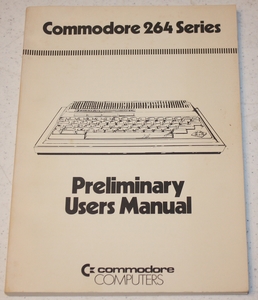 Commodore 264 Series
Preliminary
Users Manual
commodore
COMPUTERS